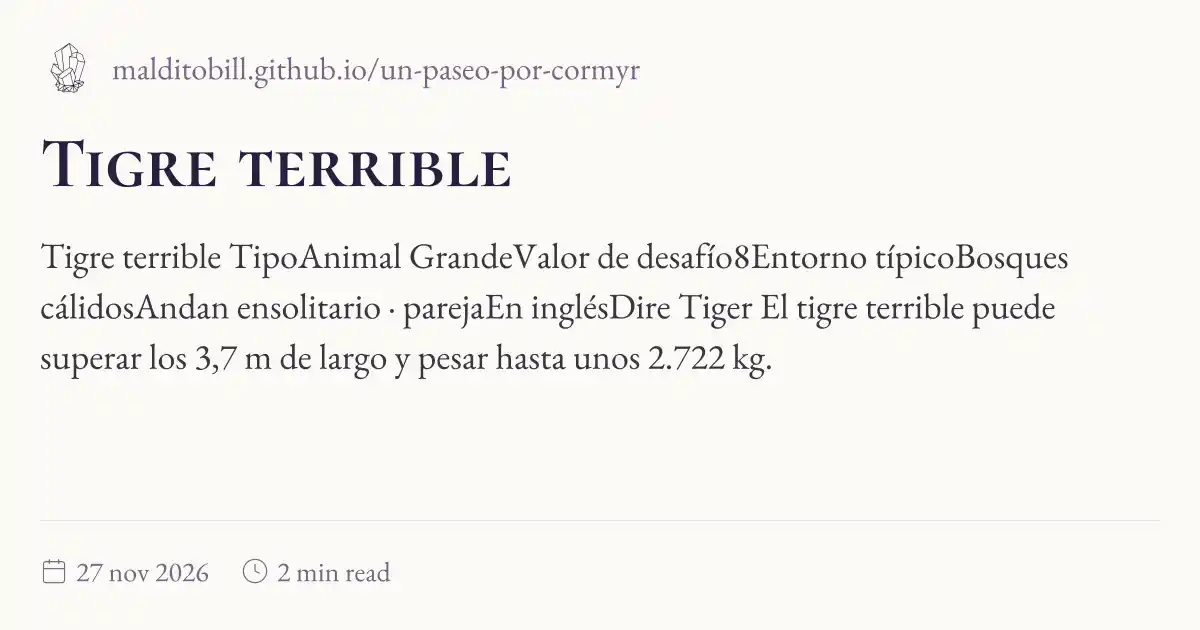 malditobill.github.io/un-paseo-por-cormyr
Tigre terrible
Tigre terrible TipoAnimal GrandeValor de desafío8Entorno típicoBosques
cálidosAndan ensolitario · parejaEn inglésDire Tiger El tigre terrible puede
superar los 3,7 m de largo y pesar hasta unos 2.722 kg.
27 nov 2026 2 min read